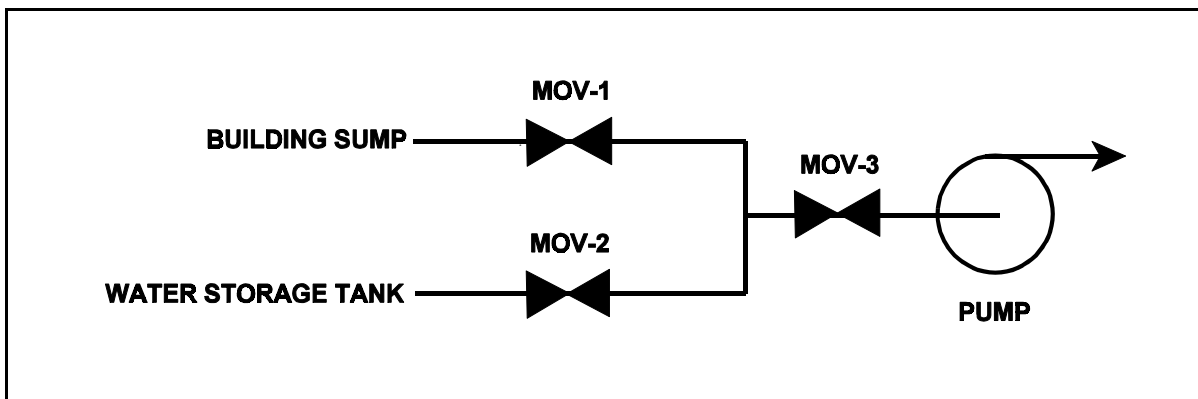 MOV-1
BUILDING SUMP
MOV-3
MOV-2
WATER STORAGE TANK
PUMP